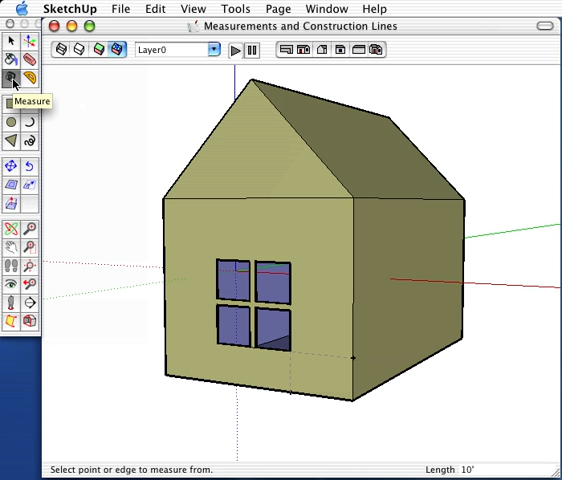 SketchUp File Edit View Tools Page Window Help
Measurements and Construction Lines
Layer0
Measure
Select point or edge to measure from. Length 10'